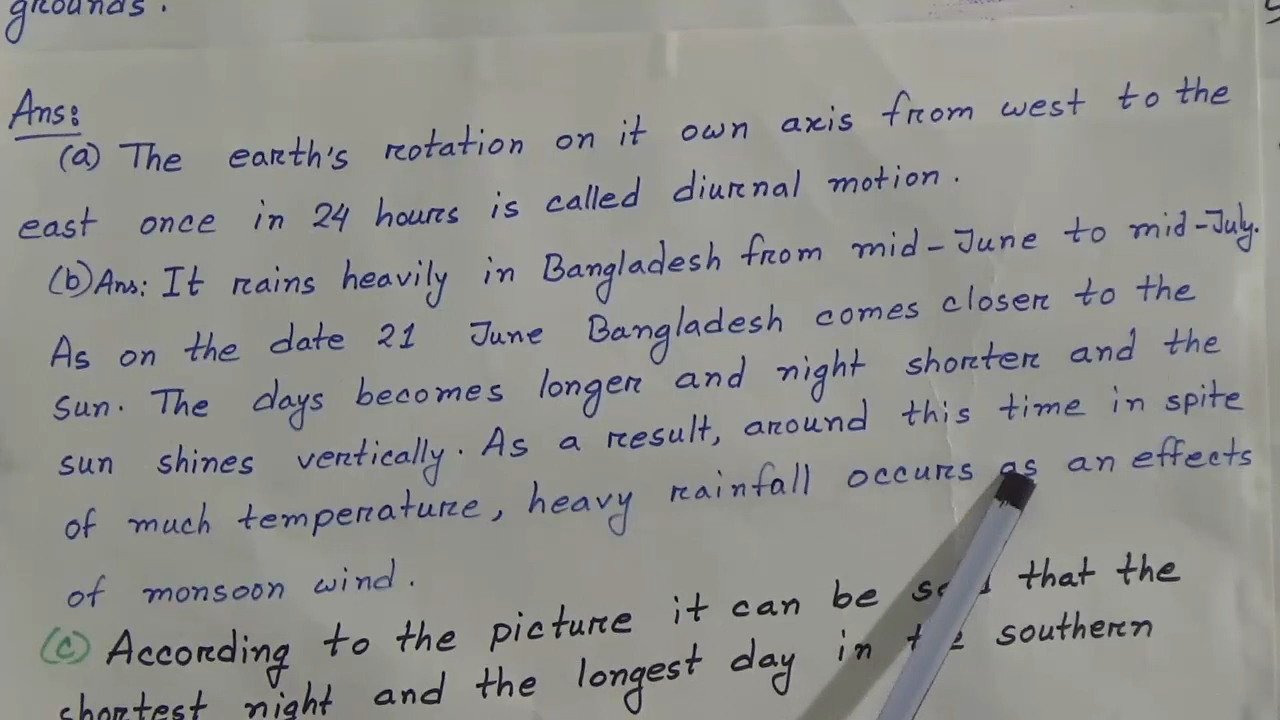 grounds.
Ans:
(a) The earth's rotation on it own axis from west to the
east once in 24 hours is called diurnal motion.
(b) Ans: It rains heavily in Bangladesh from mid-June to mid-July.
As on the date 21 June Bangladesh comes closer to the
sun. The days becomes longer and night shorter and the
sun shines vertically. As a result, around this time in spite
of much temperature, heavy rainfall occurs as an effects
of monsoon wind.
(c) According to the picture it can be that the
shortest night and the longest day in southern